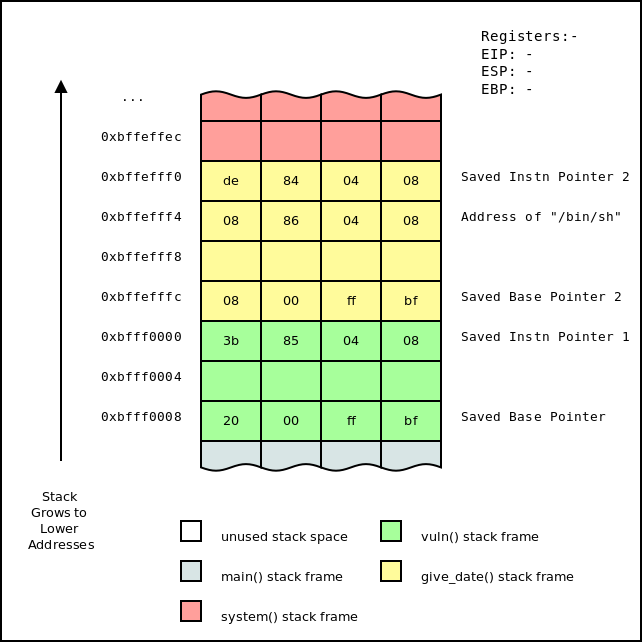 Registers:-
EIP: -
ESP: -
EBP: -
...
0xbffeffec
0xbffefff0 de 84 04 08 Saved Instn Pointer 2
0xbffefff4 08 86 04 08 Address of "/bin/sh"
0xbffefff8
0xbffefffc 08 00 ff bf Saved Base Pointer 2
0xbfff0000 3b 85 04 08 Saved Instn Pointer 1
0xbfff0004
0xbfff0008 20 00 ff bf Saved Base Pointer
Stack
Grows to
Lower
Addresses
unused stack space
vuln() stack frame
main() stack frame
give_date() stack frame
system() stack frame